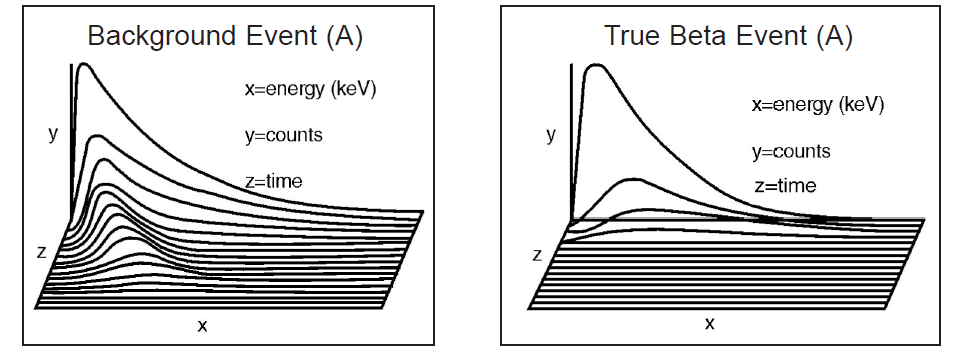 Background Event (A)
x=energy (keV)
y
y=counts
z=time
z
x
True Beta Event (A)
x=energy (keV)
y
y=counts
z=time
z
x